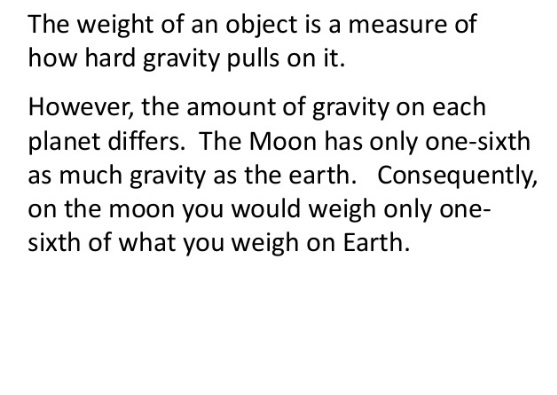 The weight of an object is a measure of
how hard gravity pulls on it.
However, the amount of gravity on each
planet differs.  The Moon has only one-sixth
as much gravity as the earth.   Consequently,
on the moon you would weigh only one-
sixth of what you weigh on Earth.